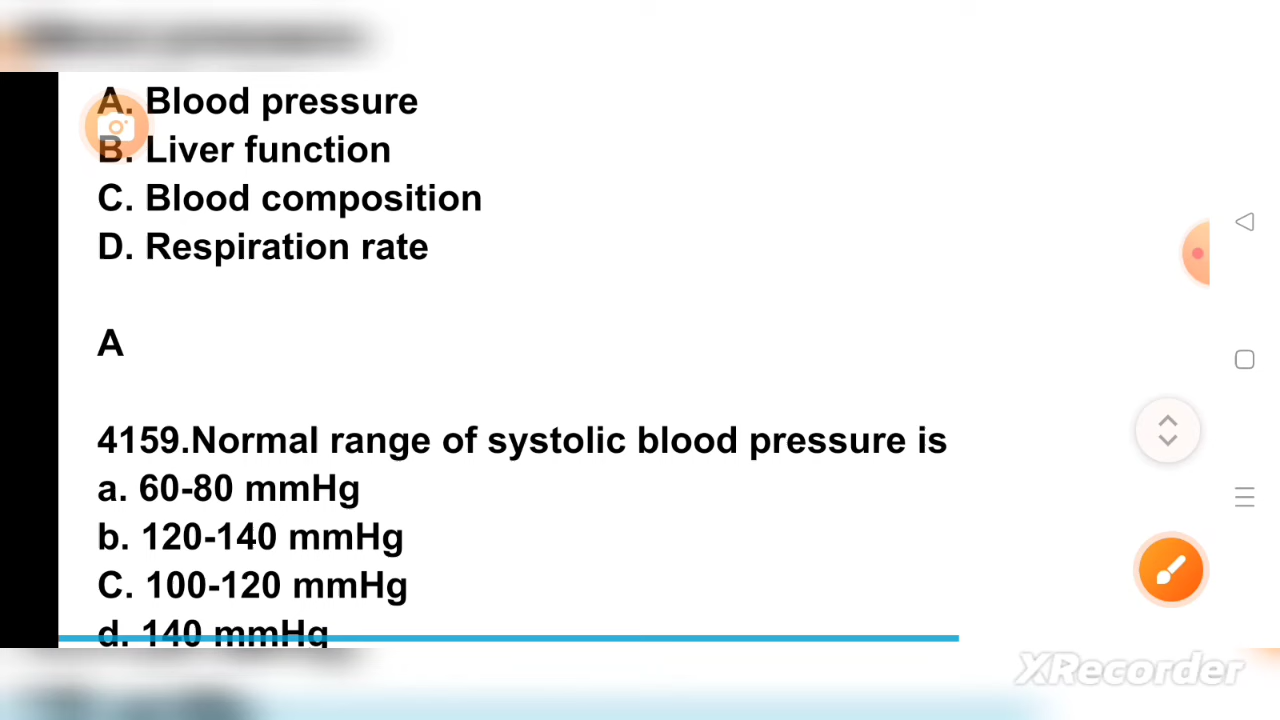 A. Blood pressure
B. Liver function
C. Blood composition
D. Respiration rate
A
4159.Normal range of systolic blood pressure is
a. 60-80 mmHg
b. 120-140 mmHg
C. 100-120 mmHg
d. 140 mmHg
XRecorder